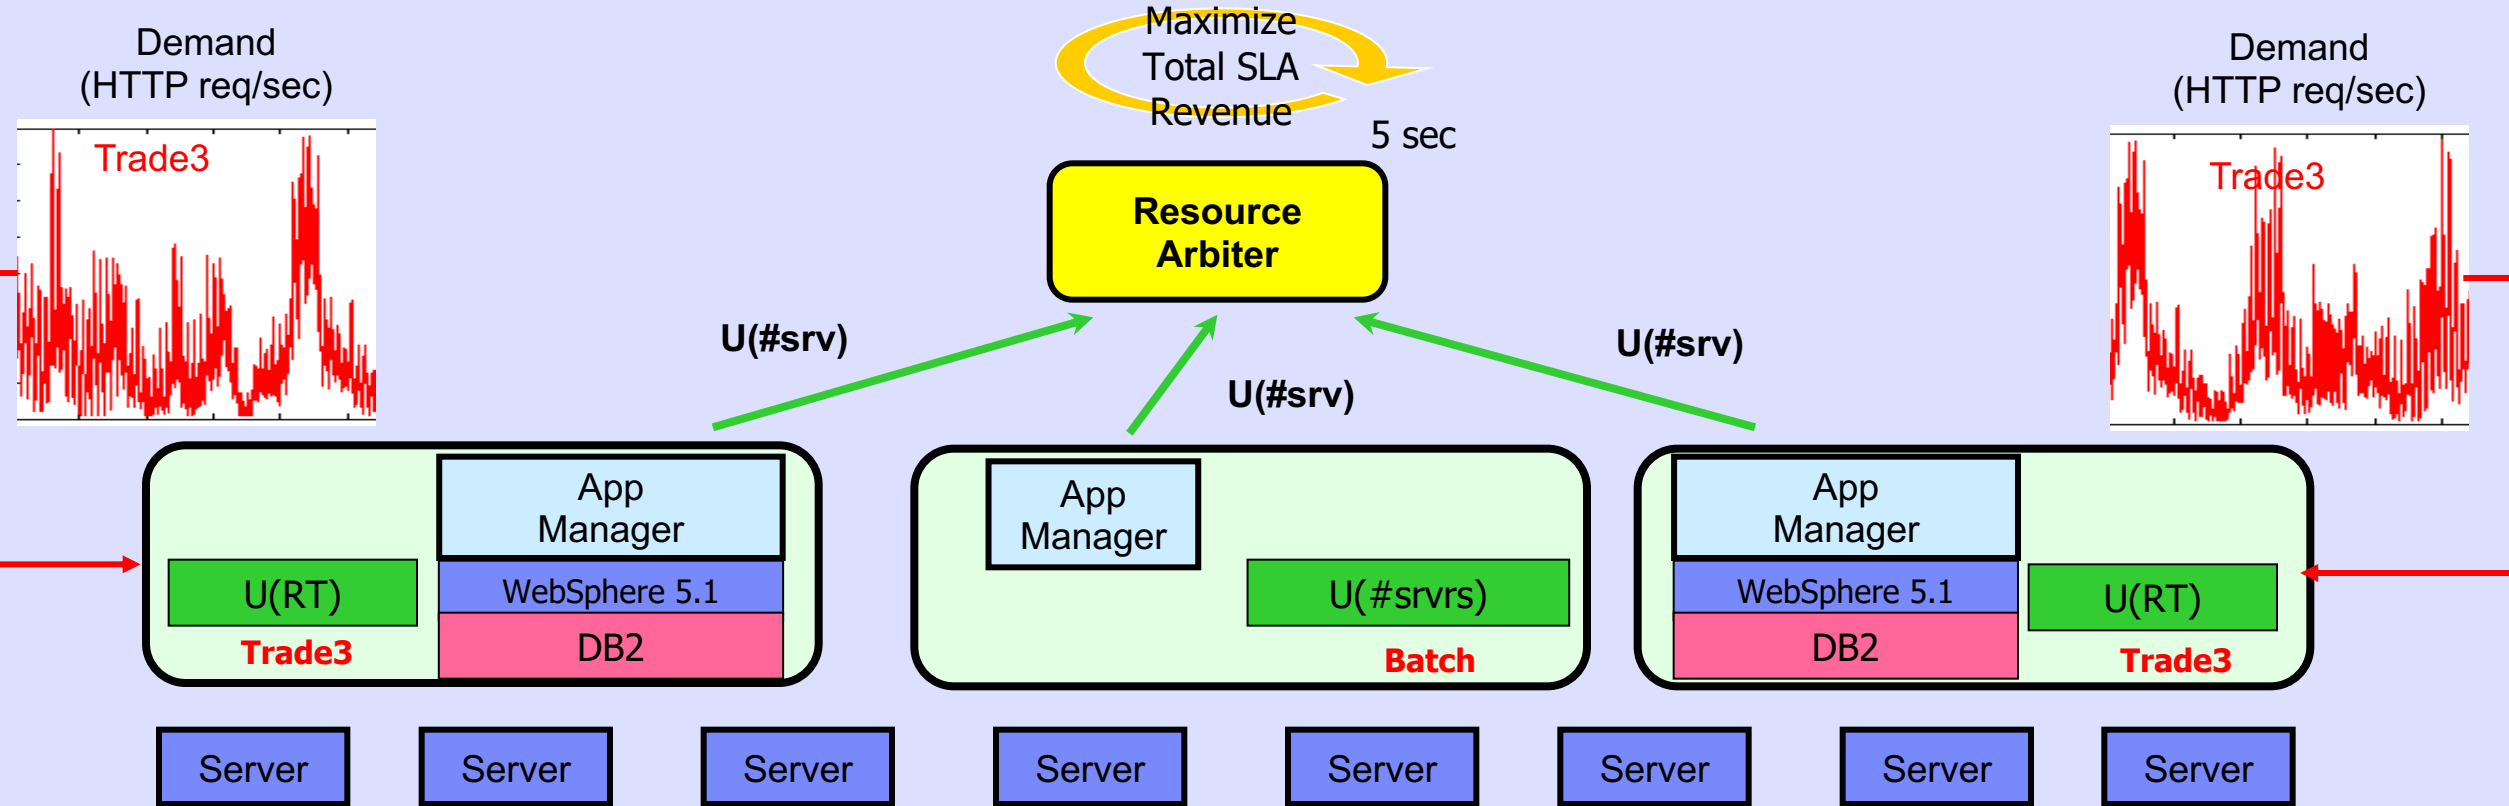 Maximize
Total SLA
Revenue
5 sec
Demand
(HTTP req/sec)
Trade3
Demand
(HTTP req/sec)
Trade3
Resource
Arbiter
U(#srv)
U(#srv)
U(#srv)
App
Manager
U(RT)
WebSphere 5.1
DB2
Trade3
App
Manager
U(#srvrs)
Batch
App
Manager
WebSphere 5.1
U(RT)
DB2
Trade3
Server
Server
Server
Server
Server
Server
Server
Server